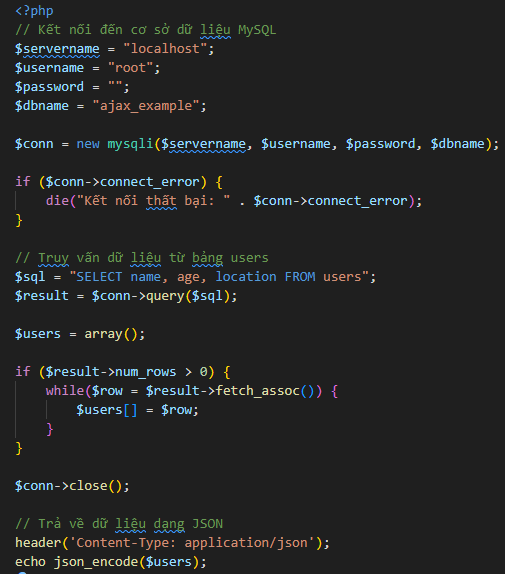 <?php
// Kết nối đến cơ sở dữ liệu MySQL
$servername = "localhost";
$username = "root";
$password = "";
$dbname = "ajax_example";
$conn = new mysqli($servername, $username, $password, $dbname);
if ($conn->connect_error) {
    die("Kết nối thất bại: " . $conn->connect_error);
}
// Truy vấn dữ liệu từ bảng users
$sql = "SELECT name, age, location FROM users";
$result = $conn->query($sql);
$users = array();
if ($result->num_rows > 0) {
    while($row = $result->fetch_assoc()) {
        $users[] = $row;
    }
}
$conn->close();
// Trả về dữ liệu dạng JSON
header('Content-Type: application/json');
echo json_encode($users);